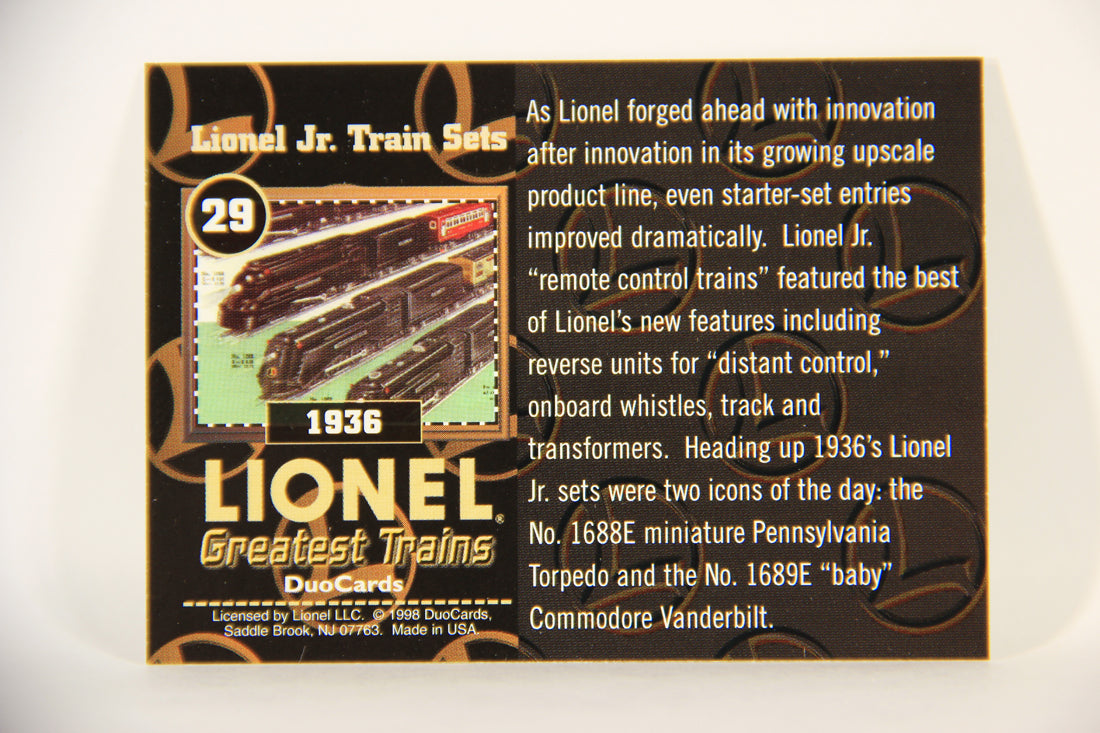 Lionel Jr. Train Sets
29
1936
LIONEL®
Greatest Trains
DuoCards
Licensed by Lionel LLC. © 1998 DuoCards,
Saddle Brook, NJ 07763. Made in USA.
As Lionel forged ahead with innovation
after innovation in its growing upscale
product line, even starter-set entries
improved dramatically. Lionel Jr.
“remote control trains” featured the best
of Lionel’s new features including
reverse units for “distant control,”
onboard whistles, track and
transformers. Heading up 1936’s Lionel
Jr. sets were two icons of the day: the
No. 1688E miniature Pennsylvania
Torpedo and the No. 1689E “baby”
Commodore Vanderbilt.